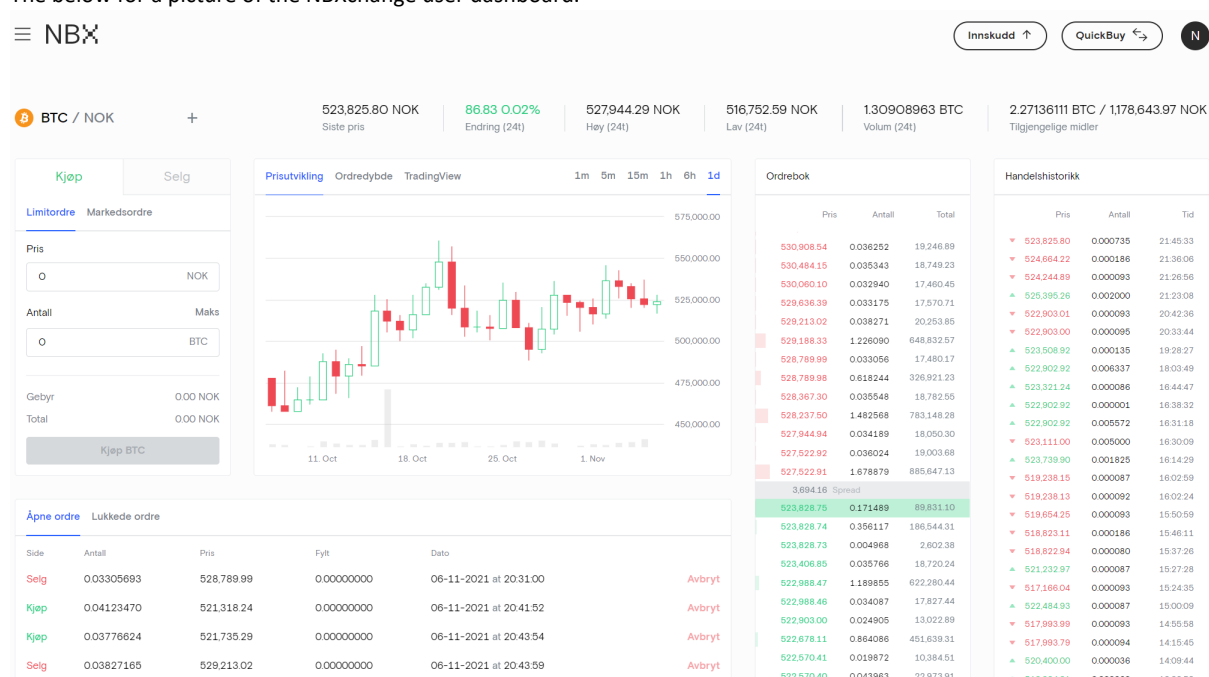 The below for a picture of the NBXchange user dashboard.
NBX
Innskudd ↑ QuickBuy N
BTC / NOK +
523,825.80 NOK 86.83 0.02% 527,944.29 NOK 516,752.59 NOK 1.30908963 BTC 2.27136111 BTC / 1,178,643.97 NOK
Siste pris Endring (24t) Høy (24t) Lav (24t) Volum (24t) Tilgjengelige midler
Kjøp Selg
Limitordre Markedsordre
Pris
0 NOK
Antall Maks
0 BTC
Gebyr 0.00 NOK
Total 0.00 NOK
Kjøp BTC
Prisutvikling Ordredybde TradingView 1m 5m 15m 1h 6h 1d
575,000.00
550,000.00
525,000.00
500,000.00
475,000.00
450,000.00
11. Oct 18. Oct 25. Oct 1. Nov
Åpne ordre Lukkede ordre
Side Antall Pris Fylt Dato
Selg 0.03305693 528,789.99 0.00000000 06-11-2021 at 20:31:00 Avbryt
Kjøp 0.04123470 521,318.24 0.00000000 06-11-2021 at 20:41:52 Avbryt
Kjøp 0.03776624 521,735.29 0.00000000 06-11-2021 at 20:43:54 Avbryt
Selg 0.03827165 529,213.02 0.00000000 06-11-2021 at 20:43:59 Avbryt
Ordrebok
Pris Antall Total
530,908.54 0.036252 19,246.89
530,484.15 0.035343 18,749.23
530,060.10 0.032940 17,460.45
529,636.39 0.033175 17,570.71
529,213.02 0.038271 20,253.85
529,188.33 1.226090 648,832.57
528,789.99 0.033056 17,480.17
528,789.98 0.618244 326,921.23
528,367.30 0.035548 18,782.55
528,237.50 1.482568 783,148.28
527,944.94 0.034189 18,050.30
527,522.92 0.036024 19,003.68
527,522.91 1.678879 885,647.13
3,694.16 Spread
523,828.75 0.171489 89,831.10
523,828.74 0.356117 186,544.31
523,828.73 0.004968 2,602.38
523,406.85 0.035766 18,720.24
522,988.47 1.189855 622,280.44
522,988.46 0.034087 17,827.44
522,903.00 0.024905 13,022.89
522,678.11 0.864086 451,639.31
522,570.41 0.019872 10,384.51
522,570.40 0.043963 22,973.91
Handelshistorikk
Pris Antall Tid
523,825.80 0.000735 21:45:33
524,664.22 0.000186 21:36:06
524,244.89 0.000093 21:26:56
525,395.26 0.002000 21:23:08
522,903.01 0.000093 20:42:36
522,903.00 0.000095 20:33:44
523,508.92 0.000135 19:28:27
522,902.92 0.006337 18:03:49
523,321.24 0.000086 16:44:47
522,902.92 0.000001 16:38:32
522,902.92 0.005572 16:31:18
523,111.00 0.005000 16:30:09
523,739.90 0.001825 16:14:29
519,238.15 0.000087 16:02:59
519,238.13 0.000092 16:02:24
519,654.25 0.000093 15:50:59
518,823.11 0.000186 15:46:11
518,822.94 0.000080 15:37:26
521,232.97 0.000087 15:27:28
517,166.04 0.000093 15:24:35
522,484.93 0.000087 15:00:09
517,993.99 0.000093 14:55:58
517,993.79 0.000094 14:15:45
520,400.00 0.000036 14:09:44